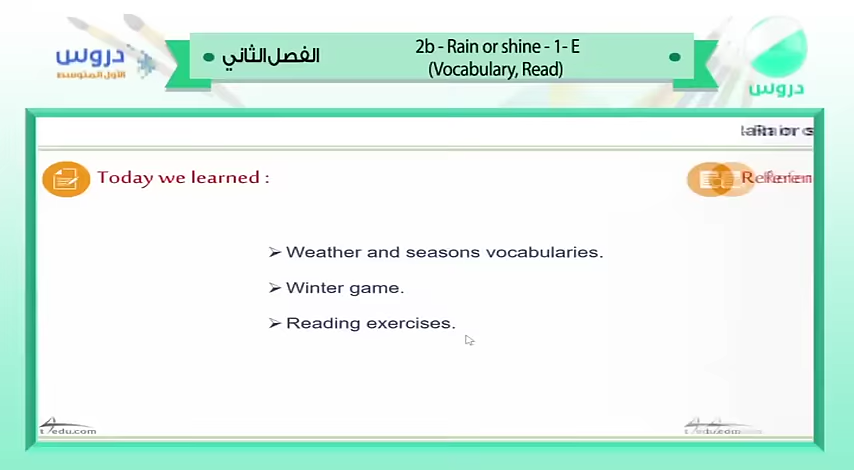 دروس
الأول المتوسط
الفصل الثاني
2b - Rain or shine - 1- E
(Vocabulary, Read)
دروس
Today we learned :
➢ Weather and seasons vocabularies.
➢ Winter game.
➢ Reading exercises.